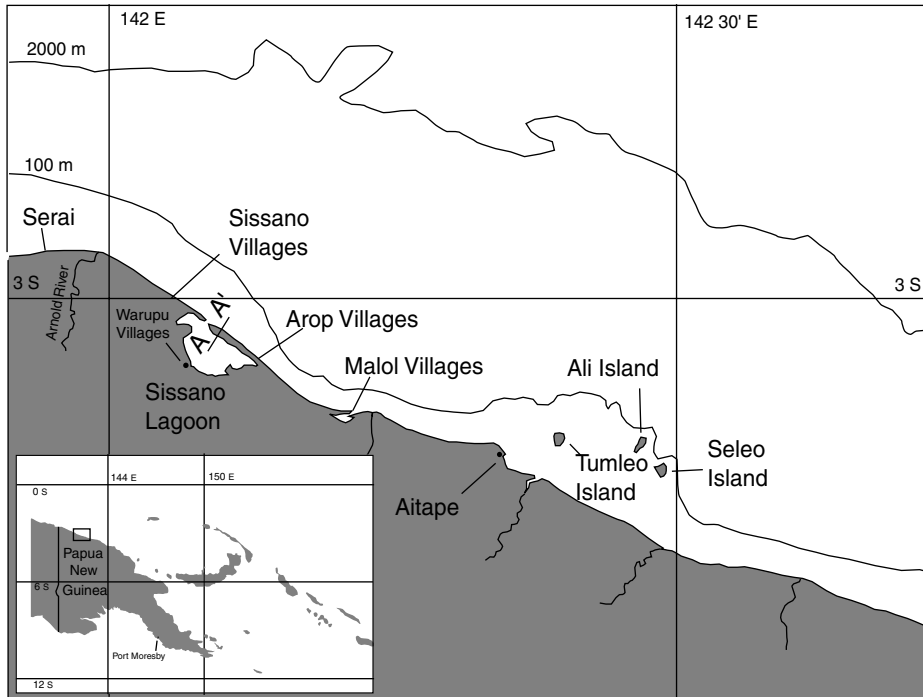 142 E
142 30' E
2000 m
100 m
Serai
Sissano
Villages
3 S
3 S
Arnold River
A'
A
Warupu
Villages
Arop Villages
Malol Villages
Ali Island
Sissano
Lagoon
Tumleo
Island
Seleo
Island
Aitape
144 E
150 E
0 S
Papua
New
Guinea
6 S
Port Moresby
12 S